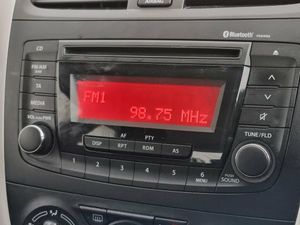 AIRBAG
Bluetooth
CD
FM/AM
TA
MEDIA
VOL PUSH PWR
FM1
98.75 MHz
AF PTY
DISP RPT RDM AS
1 2 3 4 5 6
MENU
TUNE/FLD
PUSH
SOUND